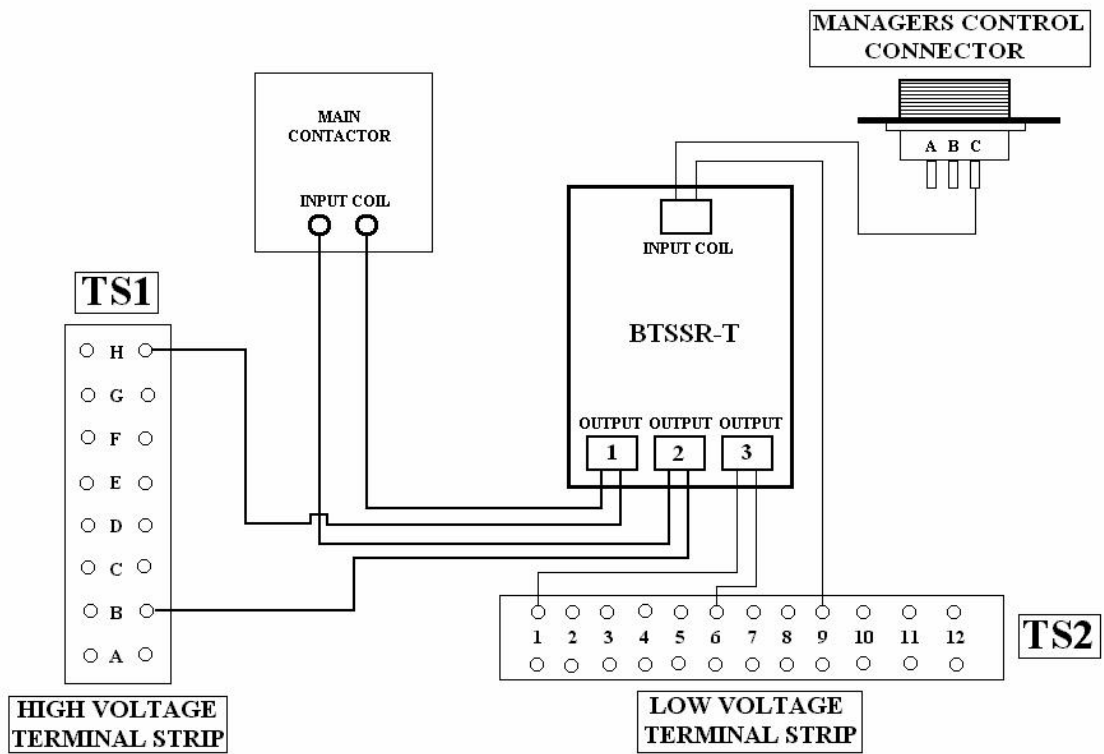 MANAGERS CONTROL
CONNECTOR
A B C
MAIN
CONTACTOR
INPUT COIL
INPUT COIL
BTSSR-T
OUTPUT OUTPUT OUTPUT
1 2 3
TS1
H
G
F
E
D
C
B
A
HIGH VOLTAGE
TERMINAL STRIP
1 2 3 4 5 6 7 8 9 10 11 12
TS2
LOW VOLTAGE
TERMINAL STRIP